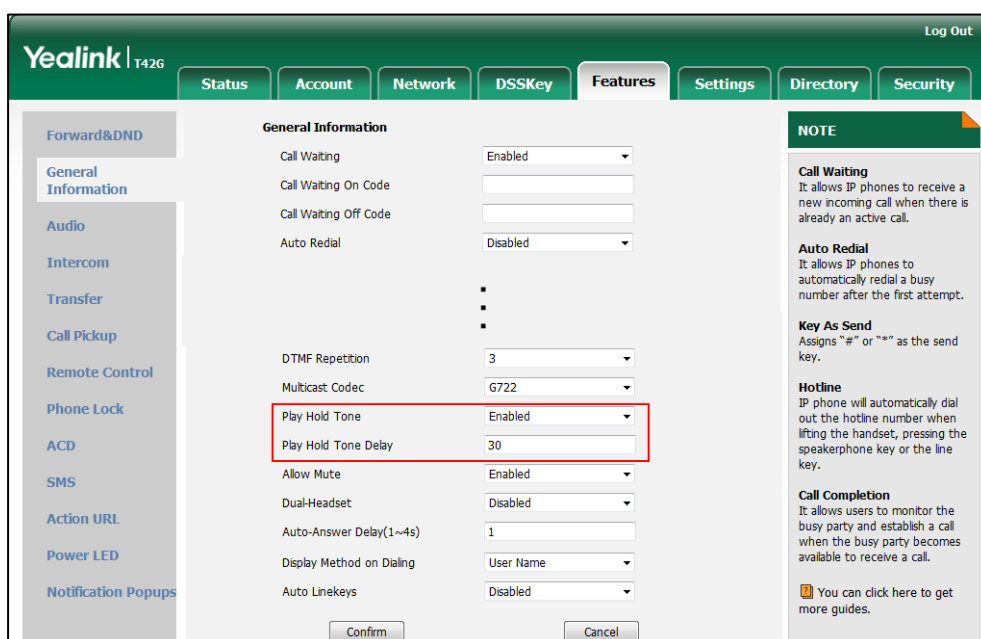 Log Out
Yealink T42G
Status Account Network DSSKey Features Settings Directory Security
Forward&DND
General
Information
Audio
Intercom
Transfer
Call Pickup
Remote Control
Phone Lock
ACD
SMS
Action URL
Power LED
Notification Popups
General Information
Call Waiting Enabled
Call Waiting On Code
Call Waiting Off Code
Auto Redial Disabled
DTMF Repetition 3
Multicast Codec G722
Play Hold Tone Enabled
Play Hold Tone Delay 30
Allow Mute Enabled
Dual-Headset Disabled
Auto-Answer Delay(1~4s) 1
Display Method on Dialing User Name
Auto Linekeys Disabled
Confirm Cancel
NOTE
Call Waiting
It allows IP phones to receive a
new incoming call when there is
already an active call.
Auto Redial
It allows IP phones to
automatically redial a busy
number after the first attempt.
Key As Send
Assigns "#" or "*" as the send
key.
Hotline
IP phone will automatically dial
out the hotline number when
lifting the handset, pressing the
speakerphone key or the line
key.
Call Completion
It allows users to monitor the
busy party and establish a call
when the busy party becomes
available to receive a call.
You can click here to get
more guides.